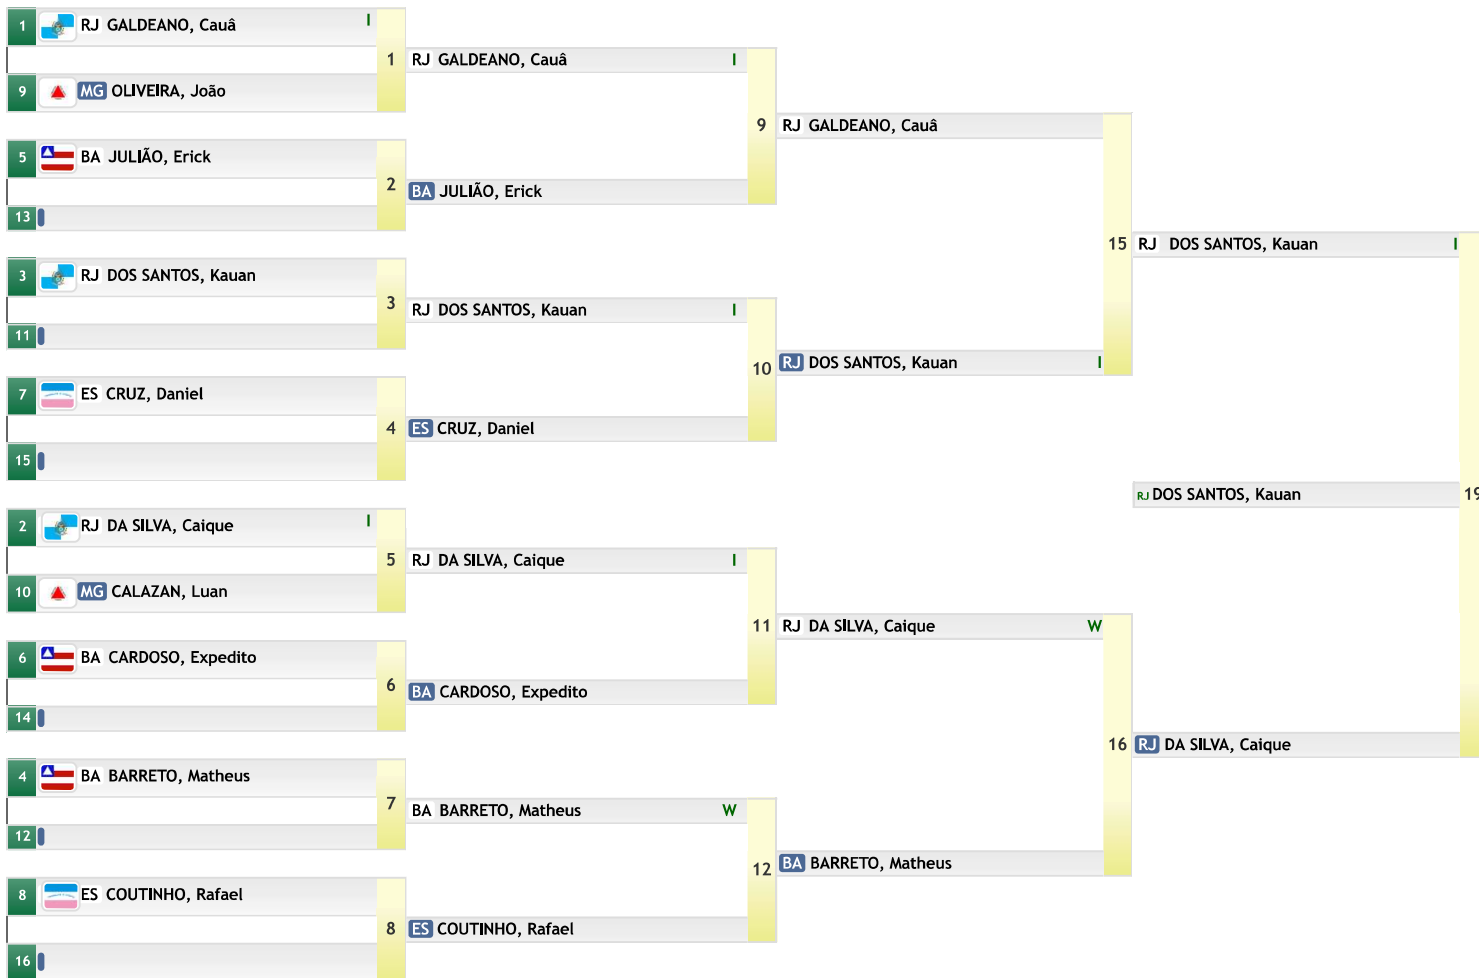 1 RJ GALDEANO, Cauâ I
1 RJ GALDEANO, Cauâ I
9 MG OLIVEIRA, João
9 RJ GALDEANO, Cauâ
5 BA JULIÃO, Erick
2 BA JULIÃO, Erick
13
15 RJ DOS SANTOS, Kauan I
3 RJ DOS SANTOS, Kauan
3 RJ DOS SANTOS, Kauan I
11
10 RJ DOS SANTOS, Kauan I
7 ES CRUZ, Daniel
4 ES CRUZ, Daniel
15
RJ DOS SANTOS, Kauan 19
2 RJ DA SILVA, Caique I
5 RJ DA SILVA, Caique I
10 MG CALAZAN, Luan
11 RJ DA SILVA, Caique W
6 BA CARDOSO, Expedito
6 BA CARDOSO, Expedito
14
16 RJ DA SILVA, Caique
4 BA BARRETO, Matheus
7 BA BARRETO, Matheus W
12
12 BA BARRETO, Matheus
8 ES COUTINHO, Rafael
8 ES COUTINHO, Rafael
16